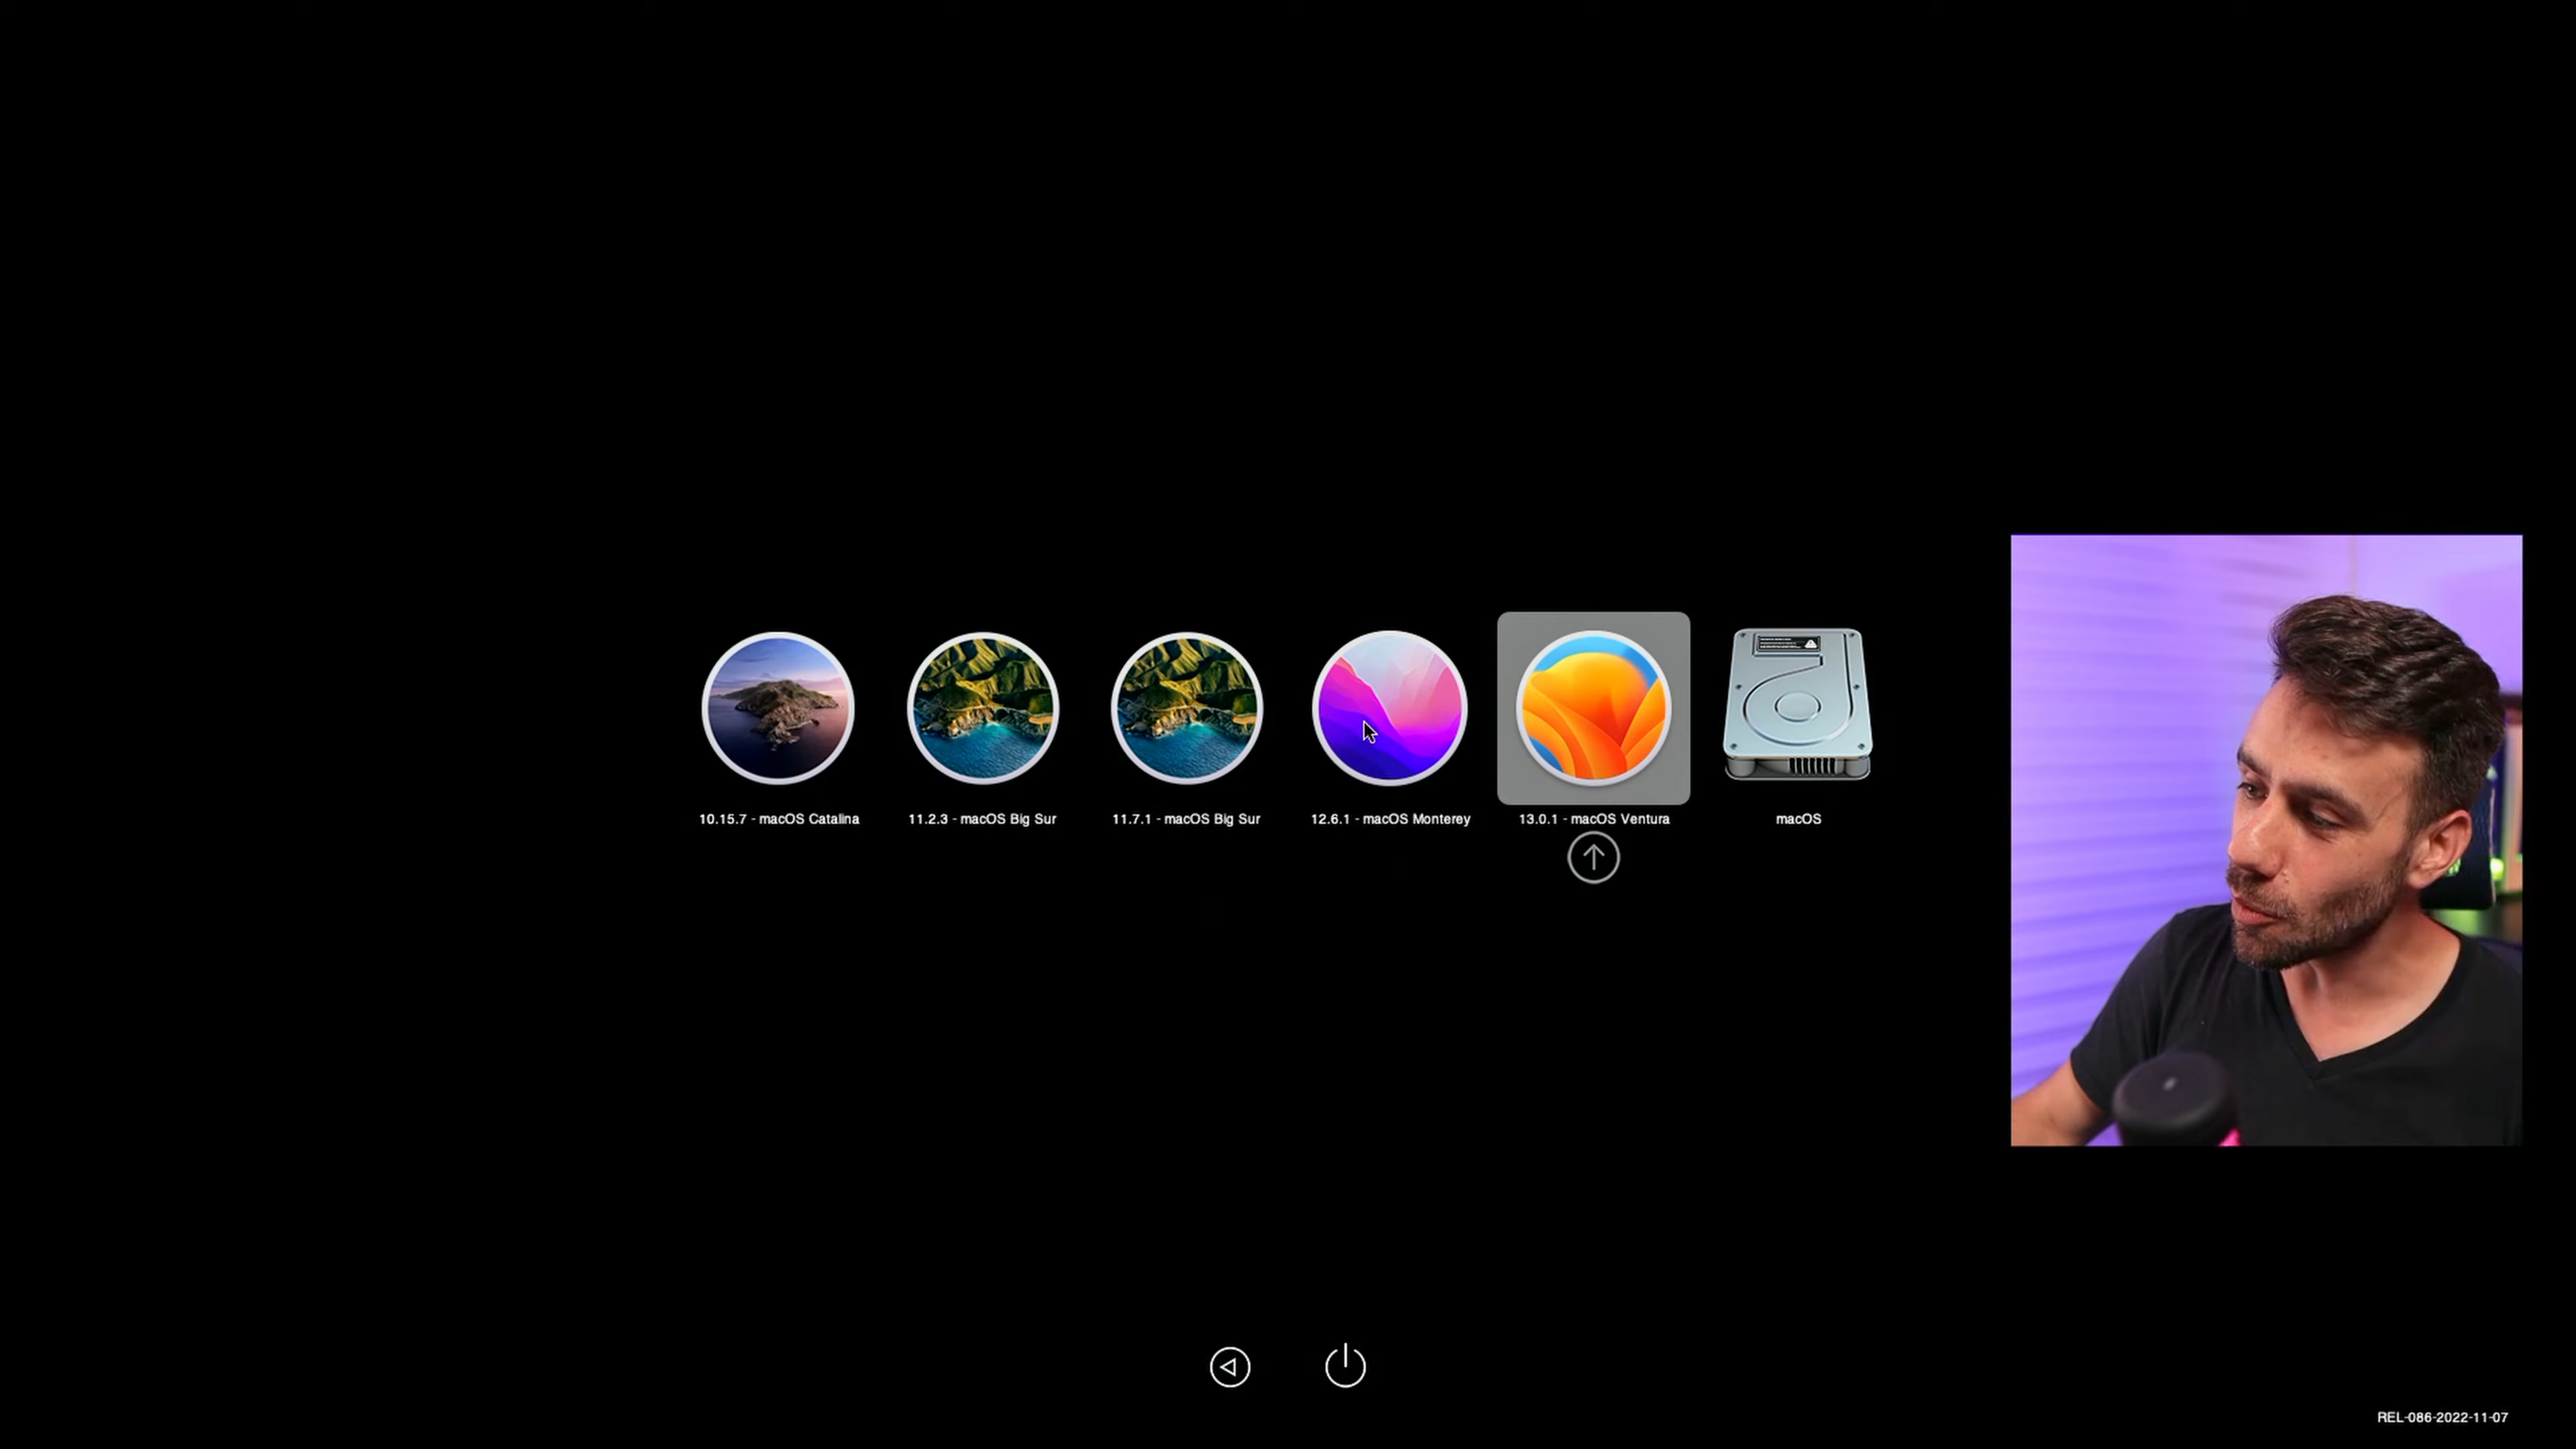 10.15.7 - macOS Catalina
11.2.3 - macOS Big Sur
11.7.1 - macOS Big Sur
12.6.1 - macOS Monterey
13.0.1 - macOS Ventura
macOS
REL-086-2022-11-07